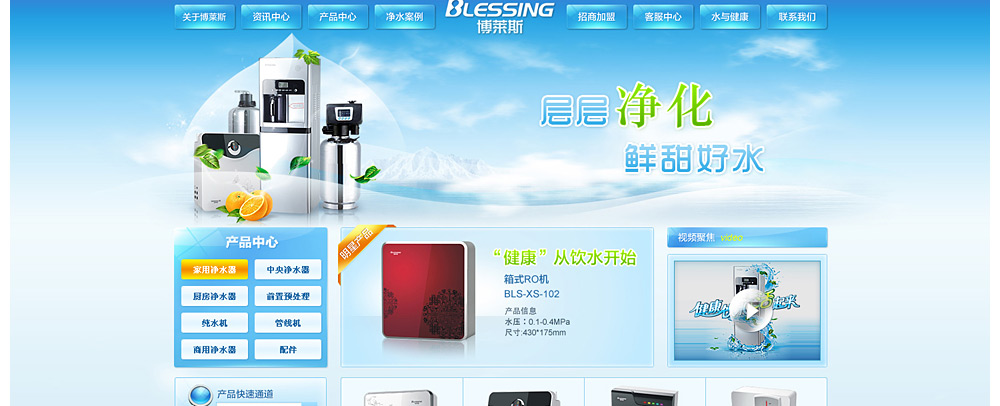 关于博莱斯 资讯中心 产品中心 净水案例 BLESSING 招商加盟 客服中心 水与健康 联系我们
博莱斯
层层净化
鲜甜好水
产品中心
家用净水器 中央净水器
厨房净水器 前置预处理
纯水机 管线机
商用净水器 配件
明星产品
“健康”从饮水开始
箱式RO机
BLS-XS-102
产品信息
水压：0.1-0.4MPa
尺寸:430*175mm
视频聚焦 video
健康
产品快速通道